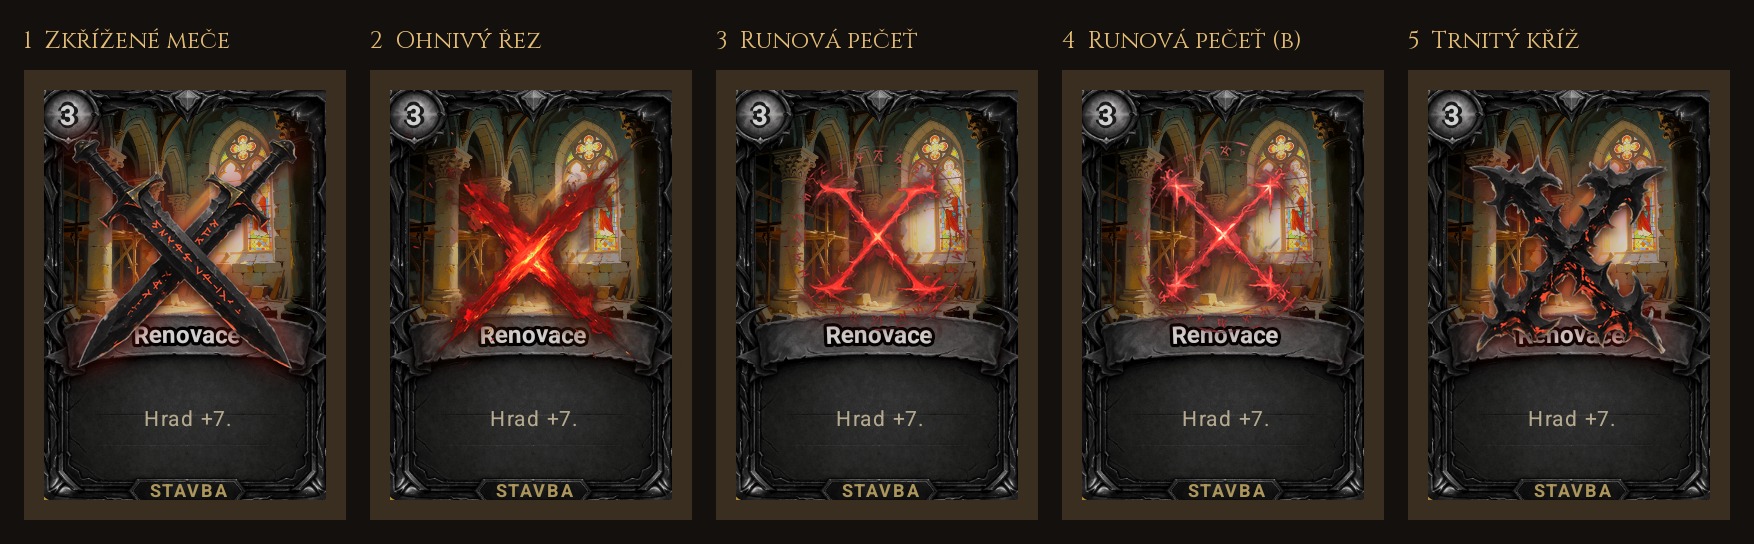 1 Zkřížené meče
2 Ohnivý řez
3 Runová pečeť
4 Runová pečeť (b)
5 Trnitý kříž
3
Renovace
Hrad +7.
STAVBA
3
Renovace
Hrad +7.
STAVBA
3
Renovace
Hrad +7.
STAVBA
3
Renovace
Hrad +7.
STAVBA
3
Renovace
Hrad +7.
STAVBA